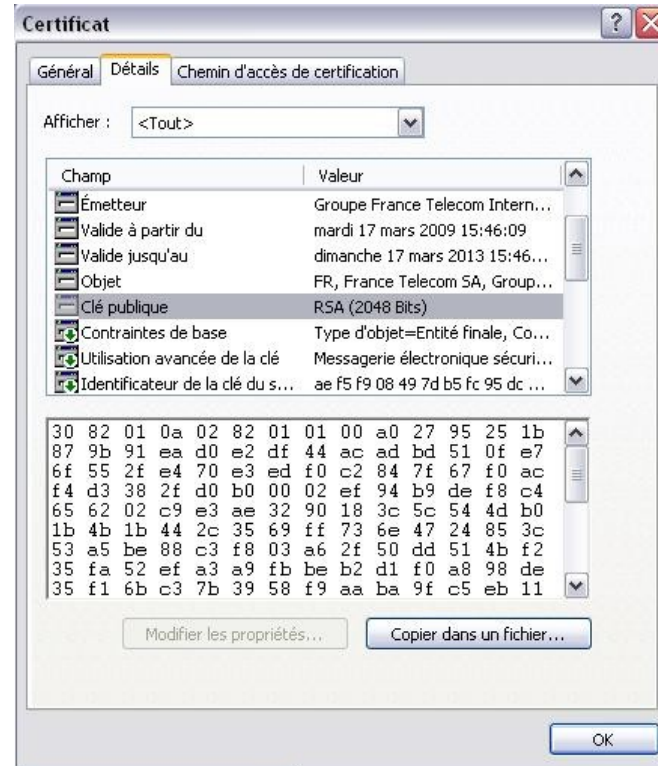 Certificat
Général Détails Chemin d'accès de certification
Afficher : <Tout>
Champ Valeur
Émetteur Groupe France Telecom Intern...
Valide à partir du mardi 17 mars 2009 15:46:09
Valide jusqu'au dimanche 17 mars 2013 15:46...
Objet FR, France Telecom SA, Group...
Clé publique RSA (2048 Bits)
Contraintes de base Type d'objet=Entité finale, Co...
Utilisation avancée de la clé Messagerie électronique sécuri...
Identificateur de la clé du s... ae f5 f9 08 49 7d b5 fc 95 dc ...
30 82 01 0a 02 82 01 01 00 a0 27 95 25 1b
87 9b 91 ea d0 e2 df 44 ac ad bd 51 0f e7
6f 55 2f e4 70 e3 ed f0 c2 84 7f 67 f0 ac
f4 d3 38 2f d0 b0 00 02 ef 94 b9 de f8 c4
65 62 02 c9 e3 ae 32 90 18 3c 5c 54 4d b0
1b 4b 1b 44 2c 35 69 ff 73 6e 47 24 85 3c
53 a5 be 88 c3 f8 03 a6 2f 50 dd 51 4b f2
35 fa 52 ef a3 a9 fb be b2 d1 f0 a8 98 de
35 f1 6b c3 7b 39 58 f9 aa ba 9f c5 eb 11
Modifier les propriétés... Copier dans un fichier...
OK